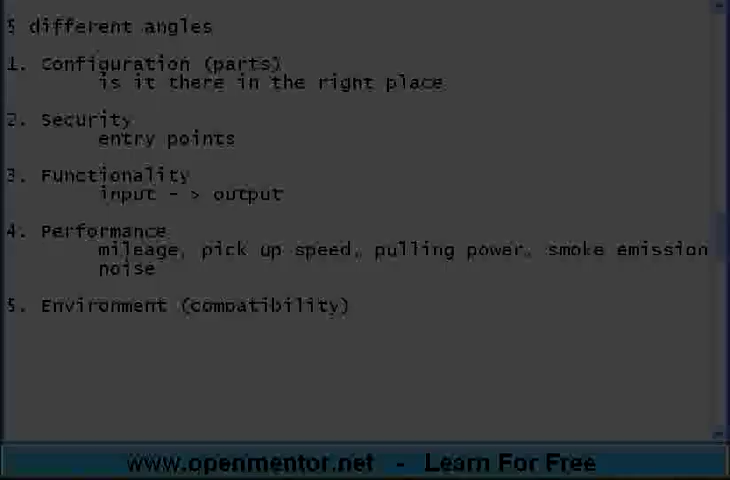 5 different angles
1. Configuration (parts)
is it there in the right place
2. Security
entry points
3. Functionality
input - > output
4. Performance
mileage, pick up speed, pulling power, smoke emission
noise
5. Environment (compatibility)
www.openmentor.net - Learn For Free